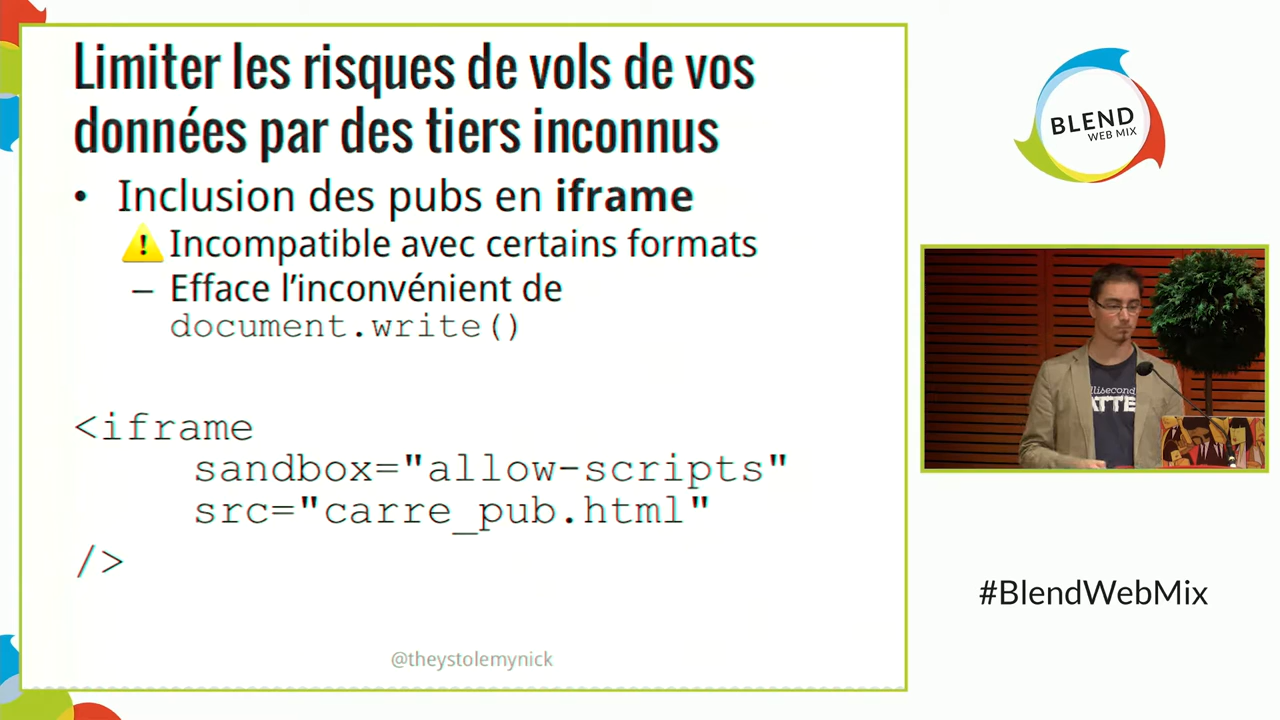 Limiter les risques de vols de vos
données par des tiers inconnus
• Inclusion des pubs en iframe
Incompatible avec certains formats
– Efface l'inconvénient de
document.write()
<iframe
sandbox="allow-scripts"
src="carre_pub.html"
/>
@theystolemynick
BLEND
WEB MIX
#BlendWebMix